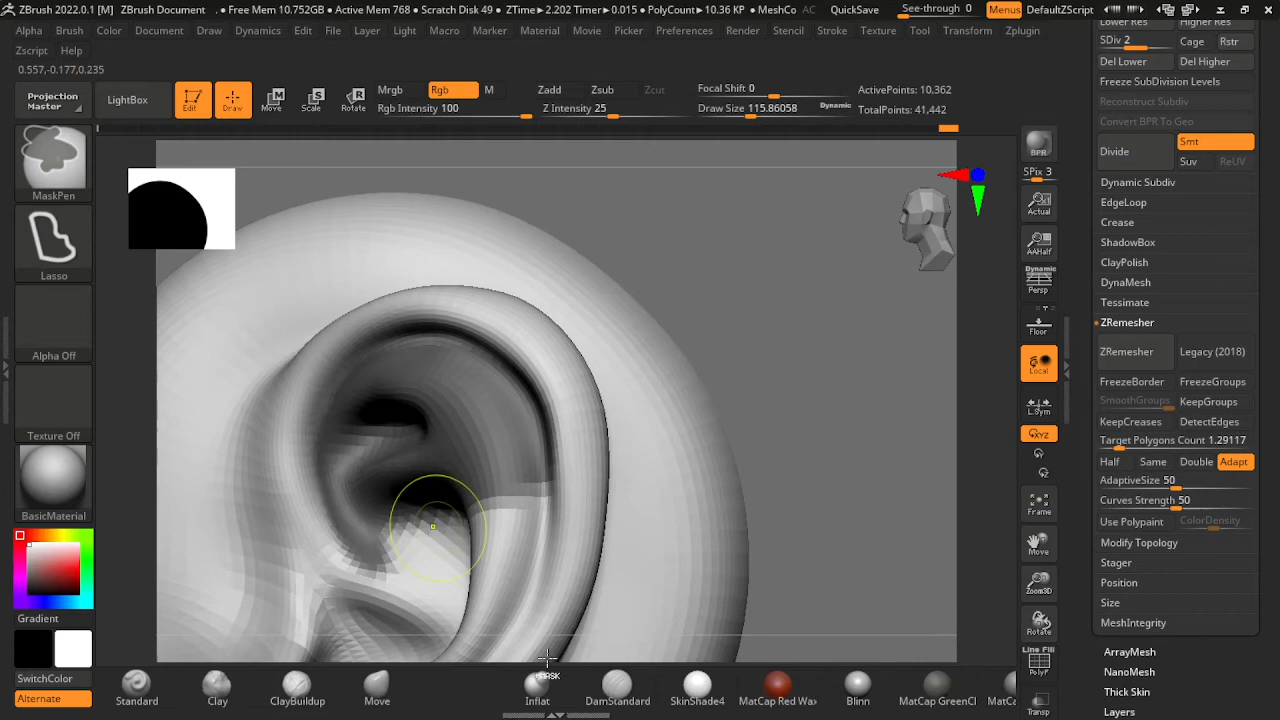 ZBrush 2022.0.1 [M] ZBrush Document . • Free Mem 10.752GB • Active Mem 768 • Scratch Disk 49 • ZTime►2.202 Timer►0.015 • PolyCount►10.36 KP • MeshCo AC QuickSave See-through 0 Menus DefaultZScript
Alpha Brush Color Document Draw Dynamics Edit File Layer Light Macro Marker Material Movie Picker Preferences Render Stencil Stroke Texture Tool Transform Zplugin
Zscript Help
0.557,-0.177,0.235
Projection Master LightBox Edit Draw Move Scale Rotate
Mrgb Rgb M Zadd Zsub Zcut Focal Shift 0 ActivePoints: 10,362
Rgb Intensity 100 Z Intensity 25 Draw Size 115.86058 Dynamic TotalPoints: 41,442
MaskPen
Lasso
Alpha Off
Texture Off
BasicMaterial
Gradient
SwitchColor
Alternate
+MASK
Standard Clay ClayBuildup Move Inflat DamStandard SkinShade4 MatCap Red Wax Blinn MatCap GreenCl MatCa
BPR
SPix 3
Actual
AAHalf
Dynamic
Persp
Floor
Local
L.Sym
XYZ
Frame
Move
Zoom3D
Rotate
Line Fill
PolyF
Transp
Lower Res Higher Res
SDiv 2 Cage Rstr
Del Lower Del Higher
Freeze SubDivision Levels
Reconstruct Subdiv
Convert BPR To Geo
Divide Smt
Suv ReUV
Dynamic Subdiv
EdgeLoop
Crease
ShadowBox
ClayPolish
DynaMesh
Tessimate
ZRemesher
ZRemesher Legacy (2018)
FreezeBorder FreezeGroups
SmoothGroups KeepGroups
KeepCreases DetectEdges
Target Polygons Count 1.29117
Half Same Double Adapt
AdaptiveSize 50
Curves Strength 50
Use Polypaint ColorDensity
Modify Topology
Stager
Position
Size
MeshIntegrity
ArrayMesh
NanoMesh
Thick Skin
Layers